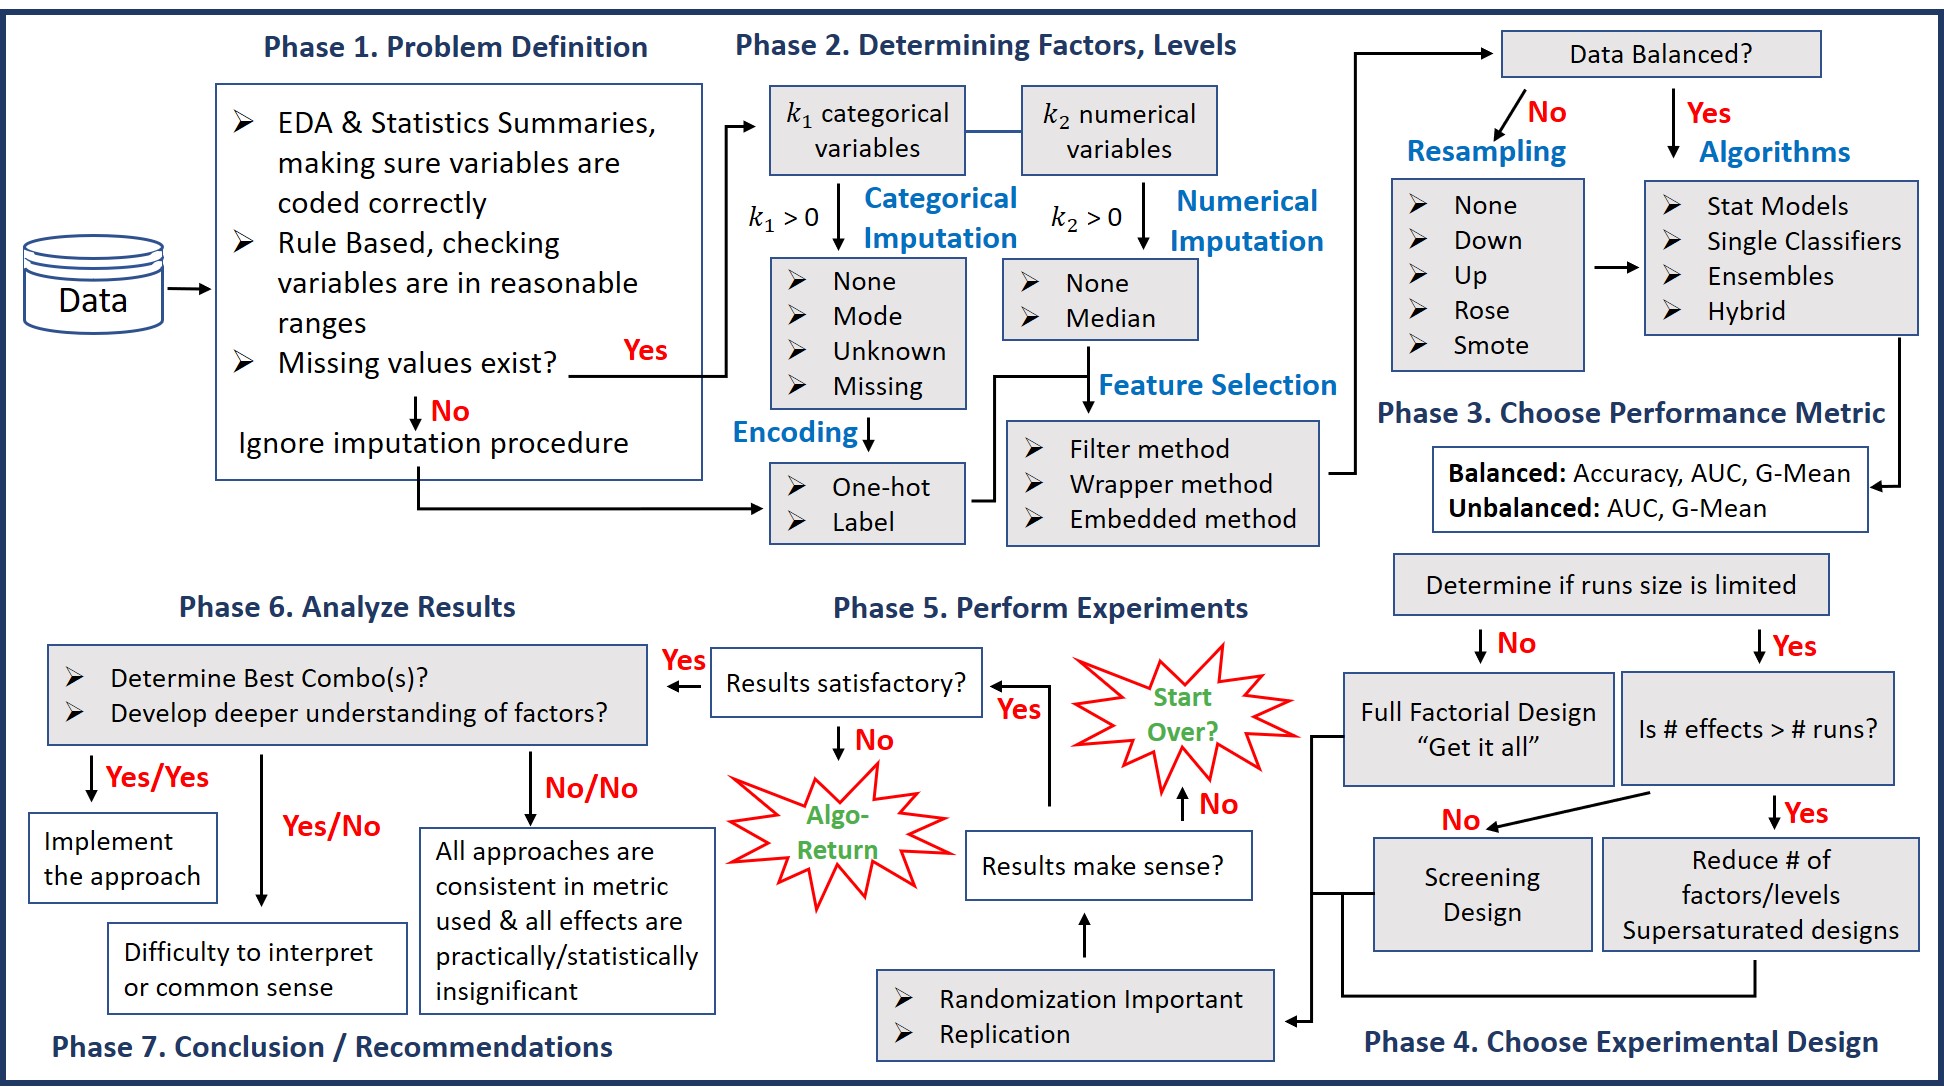 Phase 1. Problem Definition
Data
EDA & Statistics Summaries,
making sure variables are
coded correctly
Rule Based, checking
variables are in reasonable
ranges
Missing values exist?
Yes
No
Ignore imputation procedure
Phase 2. Determining Factors, Levels
k₁ categorical
variables
k₂ numerical
variables
k₁ > 0
Categorical
Imputation
k₂ > 0
Numerical
Imputation
None
Mode
Unknown
Missing
None
Median
Encoding
One-hot
Label
Feature Selection
Filter method
Wrapper method
Embedded method
Data Balanced?
No
Yes
Resampling
Algorithms
None
Down
Up
Rose
Smote
Stat Models
Single Classifiers
Ensembles
Hybrid
Phase 3. Choose Performance Metric
Balanced: Accuracy, AUC, G-Mean
Unbalanced: AUC, G-Mean
Determine if runs size is limited
No
Yes
Full Factorial Design
“Get it all”
Is # effects > # runs?
No
Yes
Screening
Design
Reduce # of
factors/levels
Supersaturated designs
Phase 4. Choose Experimental Design
Phase 5. Perform Experiments
Randomization Important
Replication
Results make sense?
No
Start
Over?
Yes
Results satisfactory?
No
Algo-
Return
Yes
Phase 6. Analyze Results
Determine Best Combo(s)?
Develop deeper understanding of factors?
Yes/Yes
Yes/No
No/No
Implement
the approach
Difficulty to interpret
or common sense
All approaches are
consistent in metric
used & all effects are
practically/statistically
insignificant
Phase 7. Conclusion / Recommendations